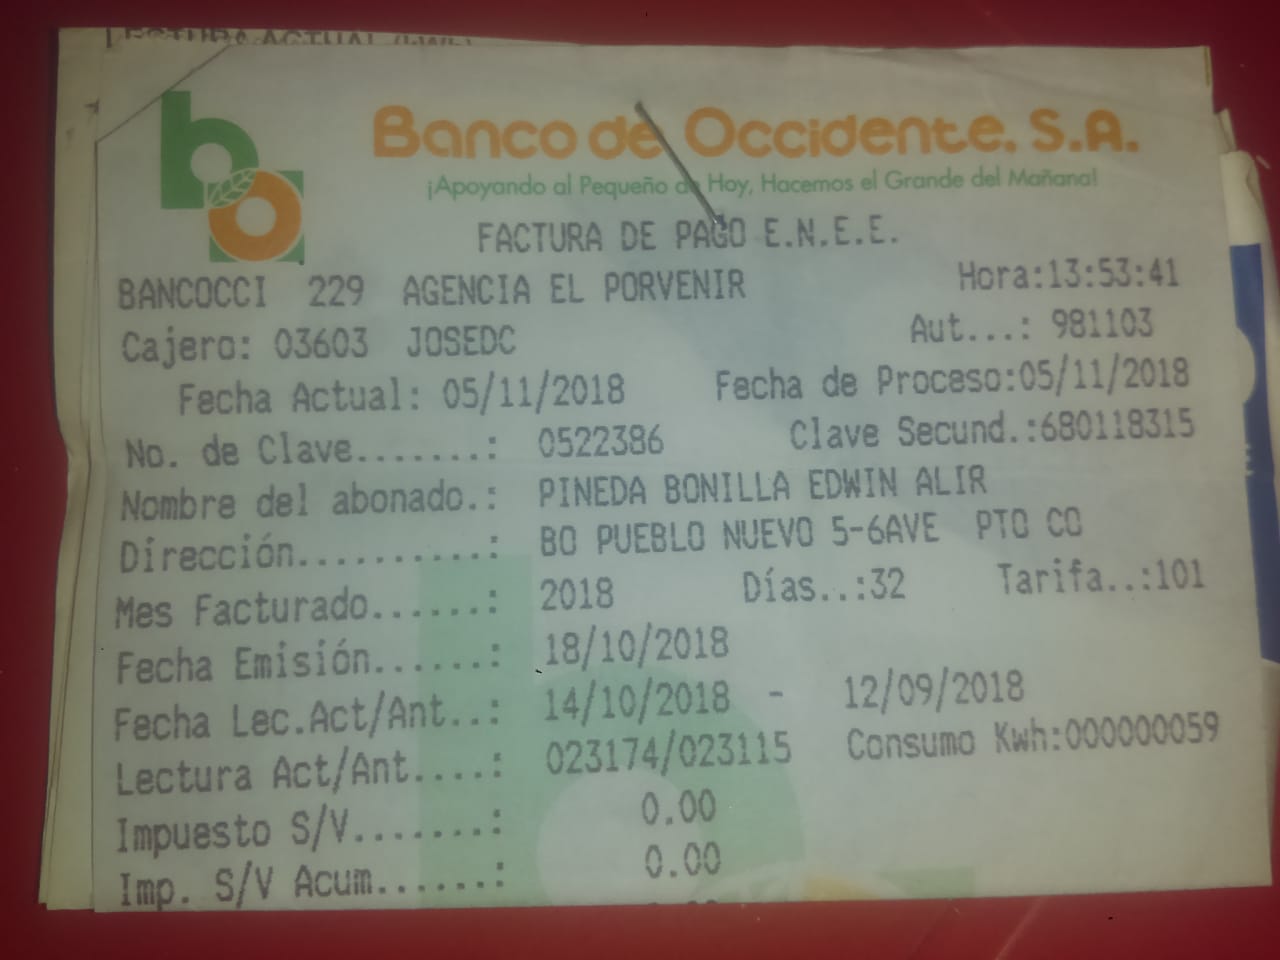 LECTURA ACTUAL (kWh)
Banco de Occidente, S.A.
¡Apoyando al Pequeño de Hoy, Hacemos el Grande del Mañana!
FACTURA DE PAGO E.N.E.E.
BANCOCCI 229 AGENCIA EL PORVENIR Hora:13:53:41
Cajero: 03603 JOSEDC Aut...: 981103
Fecha Actual: 05/11/2018 Fecha de Proceso:05/11/2018
No. de Clave.......: 0522386 Clave Secund.:680118315
Nombre del abonado.: PINEDA BONILLA EDWIN ALIR
Dirección..........: BO PUEBLO NUEVO 5-6AVE PTO CO
Mes Facturado......: 2018 Días..:32 Tarifa..:101
Fecha Emisión......: 18/10/2018
Fecha Lec.Act/Ant..: 14/10/2018 - 12/09/2018
Lectura Act/Ant....: 023174/023115 Consumo Kwh:000000059
Impuesto S/V.......: 0.00
Imp. S/V Acum......: 0.00